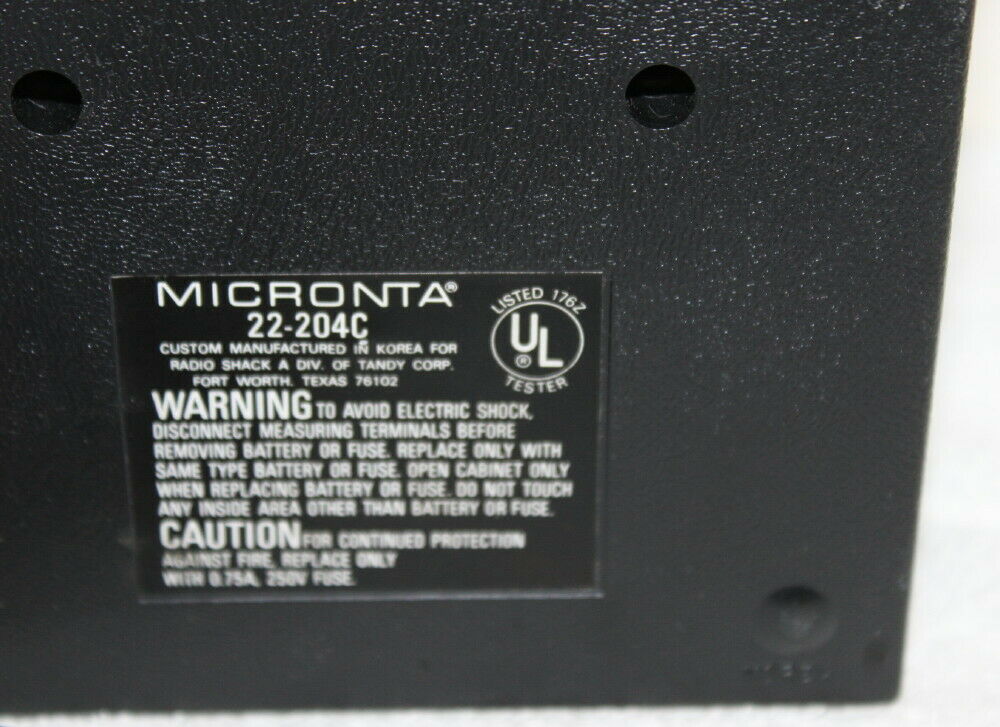 MICRONTA®
22-204C
CUSTOM MANUFACTURED IN KOREA FOR
RADIO SHACK A DIV. OF TANDY CORP.
FORT WORTH, TEXAS 76102
LISTED 176Z
UL ®
TESTER
WARNING TO AVOID ELECTRIC SHOCK,
DISCONNECT MEASURING TERMINALS BEFORE
REMOVING BATTERY OR FUSE. REPLACE ONLY WITH
SAME TYPE BATTERY OR FUSE. OPEN CABINET ONLY
WHEN REPLACING BATTERY OR FUSE. DO NOT TOUCH
ANY INSIDE AREA OTHER THAN BATTERY OR FUSE.
CAUTION FOR CONTINUED PROTECTION
AGAINST FIRE, REPLACE ONLY
WITH 0.75A, 250V FUSE.